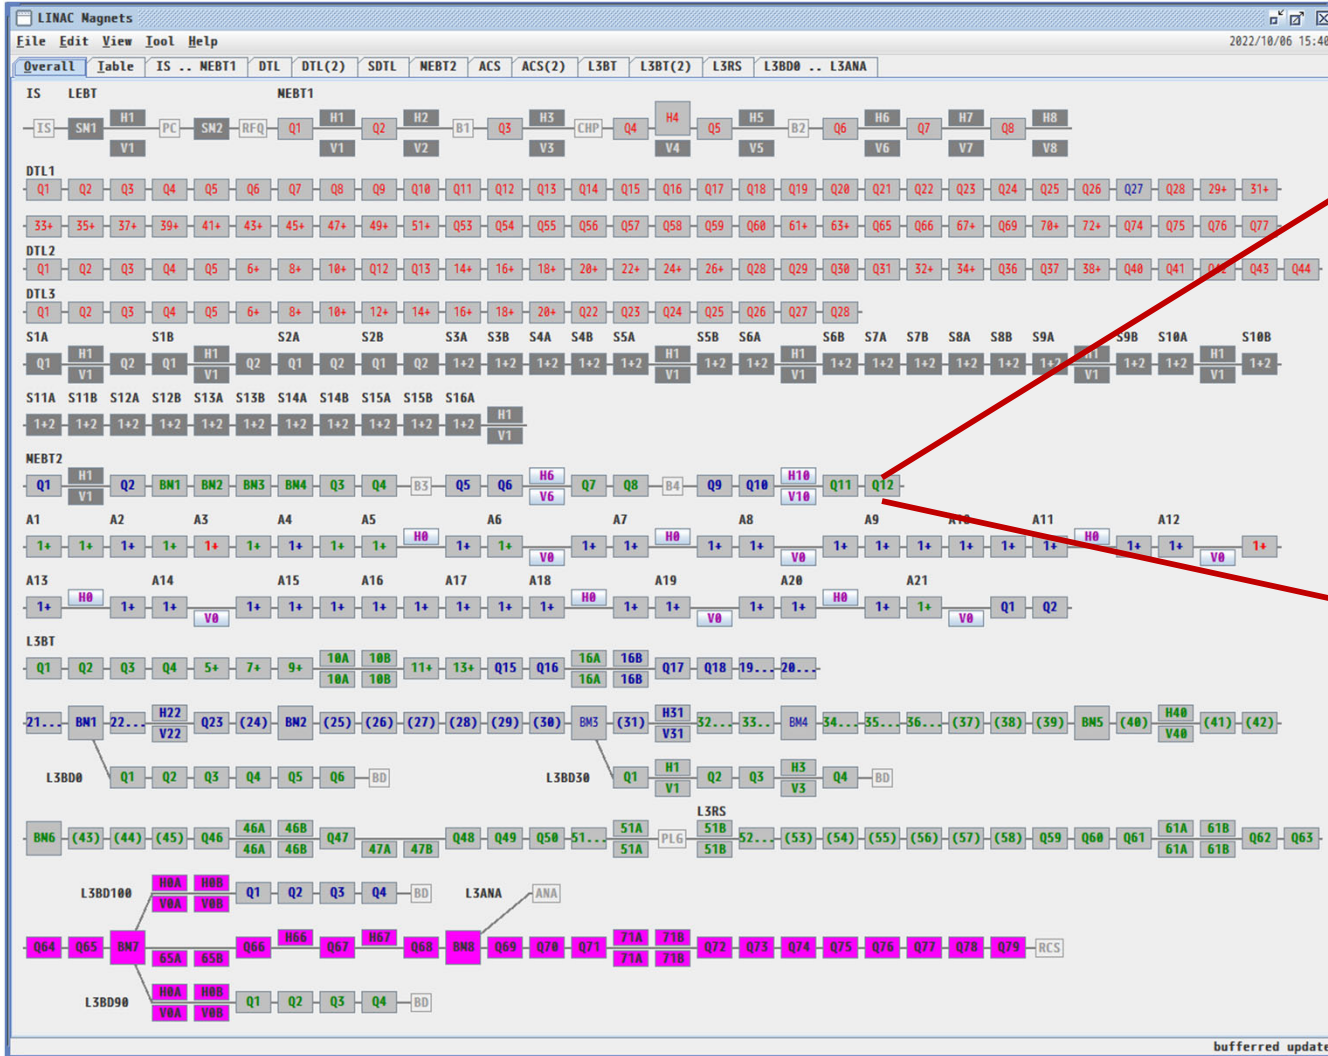 LINAC Magnets
File Edit View Tool Help 2022/10/06 15:40
Overall Table IS .. MEBT1 DTL DTL(2) SDTL MEBT2 ACS ACS(2) L3BT L3BT(2) L3RS L3BD0 .. L3ANA
IS LEBT MEBT1
H1 H1 H2 H3 H4 H5 H6 H7 H8
IS SM1 PC SM2 RFQ Q1 Q2 B1 Q3 CHP Q4 Q5 B2 Q6 Q7 Q8
V1 V1 V2 V3 V4 V5 V6 V7 V8
DTL1
Q1 Q2 Q3 Q4 Q5 Q6 Q7 Q8 Q9 Q10 Q11 Q12 Q13 Q14 Q15 Q16 Q17 Q18 Q19 Q20 Q21 Q22 Q23 Q24 Q25 Q26 Q27 Q28 29+ 31+
33+ 35+ 37+ 39+ 41+ 43+ 45+ 47+ 49+ 51+ Q53 Q54 Q55 Q56 Q57 Q58 Q59 Q60 61+ 63+ Q65 Q66 67+ Q69 70+ 72+ Q74 Q75 Q76 Q77
DTL2
Q1 Q2 Q3 Q4 Q5 6+ 8+ 10+ Q12 Q13 14+ 16+ 18+ 20+ 22+ 24+ 26+ Q28 Q29 Q30 Q31 32+ 34+ Q36 Q37 38+ Q40 Q41 Q42 Q43 Q44
DTL3
Q1 Q2 Q3 Q4 Q5 6+ 8+ 10+ 12+ 14+ 16+ 18+ 20+ Q22 Q23 Q24 Q25 Q26 Q27 Q28
S1A S1B S2A S2B S3A S3B S4A S4B S5A S5B S6A S6B S7A S7B S8A S8B S9A S9B S10A S10B
H1 H1 H1 H1 H1 H1
Q1 Q2 Q1 Q2 Q1 Q2 Q1 Q2 1+2 1+2 1+2 1+2 1+2 1+2 1+2 1+2 1+2 1+2 1+2 1+2 1+2 1+2 1+2 1+2
V1 V1 V1 V1 V1 V1
S11A S11B S12A S12B S13A S13B S14A S14B S15A S15B S16A
H1
1+2 1+2 1+2 1+2 1+2 1+2 1+2 1+2 1+2 1+2 1+2
V1
MEBT2
H1 H6 H10
Q1 Q2 BM1 BM2 BM3 BM4 Q3 Q4 B3 Q5 Q6 Q7 Q8 B4 Q9 Q10 Q11 Q12
V1 V6 V10
A1 A2 A3 A4 A5 A6 A7 A8 A9 A10 A11 A12
H0 H0 H0
1+ 1+ 1+ 1+ 1+ 1+ 1+ 1+ 1+ 1+ 1+ 1+ 1+ 1+ 1+ 1+ 1+ 1+ 1+ 1+ 1+ 1+ 1+ 1+
V0 V0 V0
A13 A14 A15 A16 A17 A18 A19 A20 A21
H0 H0 H0
1+ 1+ 1+ 1+ 1+ 1+ 1+ 1+ 1+ 1+ 1+ 1+ 1+ 1+ 1+ 1+ 1+ 1+ Q1 Q2
V0 V0 V0
L3BT
10A 10B 16A 16B
Q1 Q2 Q3 Q4 5+ 7+ 9+ 11+ 13+ Q15 Q16 Q17 Q18 19... 20...
10A 10B 16A 16B
H22 H31 H40
21... BM1 22... Q23 (24) BM2 (25) (26) (27) (28) (29) (30) BM3 (31) 32... 33.. BM4 34... 35... 36... (37) (38) (39) BM5 (40) (41) (42)
V22 V31 V40
H1 H3
L3BD0 Q1 Q2 Q3 Q4 Q5 Q6 BD L3BD30 Q1 Q2 Q3 Q4 BD
V1 V3
L3RS
46A 46B 51A 51B 61A 61B
BM6 (43) (44) (45) Q46 Q47 Q48 Q49 Q50 51... PLG 52... (53) (54) (55) (56) (57) (58) Q59 Q60 Q61 Q62 Q63
46A 46B 47A 47B 51A 51B 61A 61B
H0A H0B
L3BD100 Q1 Q2 Q3 Q4 BD L3ANA ANA
V0A V0B
H66 H67 71A 71B
Q64 Q65 BM7 Q66 Q67 Q68 BM8 Q69 Q70 Q71 Q72 Q73 Q74 Q75 Q76 Q77 Q78 Q79 RCS
65A 65B 71A 71B
H0A H0B
L3BD90 Q1 Q2 Q3 Q4 BD
V0A V0B
bufferred update